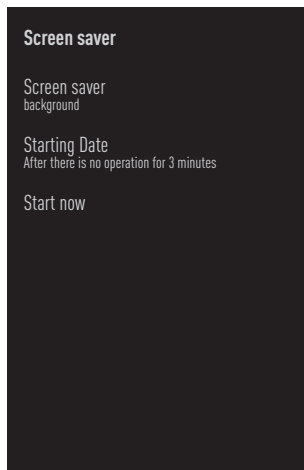 Screen saver
Screen saver
background
Starting Date
After there is no operation for 3 minutes
Start now